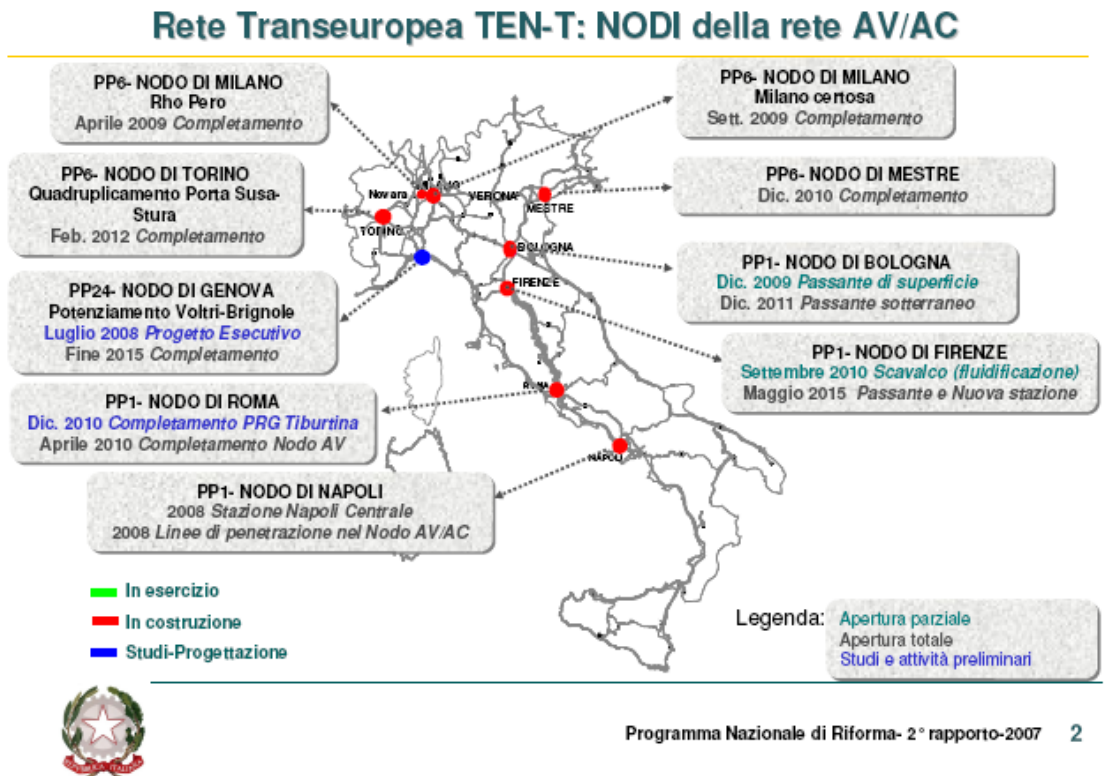 Rete Transeuropea TEN-T: NODI della rete AV/AC
PP6- NODO DI MILANO
Rho Pero
Aprile 2009 Completamento
PP6- NODO DI MILANO
Milano certosa
Sett. 2009 Completamento
PP6- NODO DI TORINO
Quadruplicamento Porta Susa-
Stura
Feb. 2012 Completamento
PP6- NODO DI MESTRE
Dic. 2010 Completamento
PP24- NODO DI GENOVA
Potenziamento Voltri-Brignole
Luglio 2008 Progetto Esecutivo
Fine 2015 Completamento
PP1- NODO DI BOLOGNA
Dic. 2009 Passante di superficie
Dic. 2011 Passante sotterraneo
PP1- NODO DI FIRENZE
Settembre 2010 Scavalco (fluidificazione)
Maggio 2015 Passante e Nuova stazione
PP1- NODO DI ROMA
Dic. 2010 Completamento PRG Tiburtina
Aprile 2010 Completamento Nodo AV
PP1- NODO DI NAPOLI
2008 Stazione Napoli Centrale
2008 Linee di penetrazione nel Nodo AV/AC
Novara
VERONA
MESTRE
TORINO
BOLOGNA
FIRENZE
ROMA
NAPOLI
In esercizio
In costruzione
Studi-Progettazione
Legenda:
Apertura parziale
Apertura totale
Studi e attività preliminari
Programma Nazionale di Riforma- 2° rapporto-2007 2